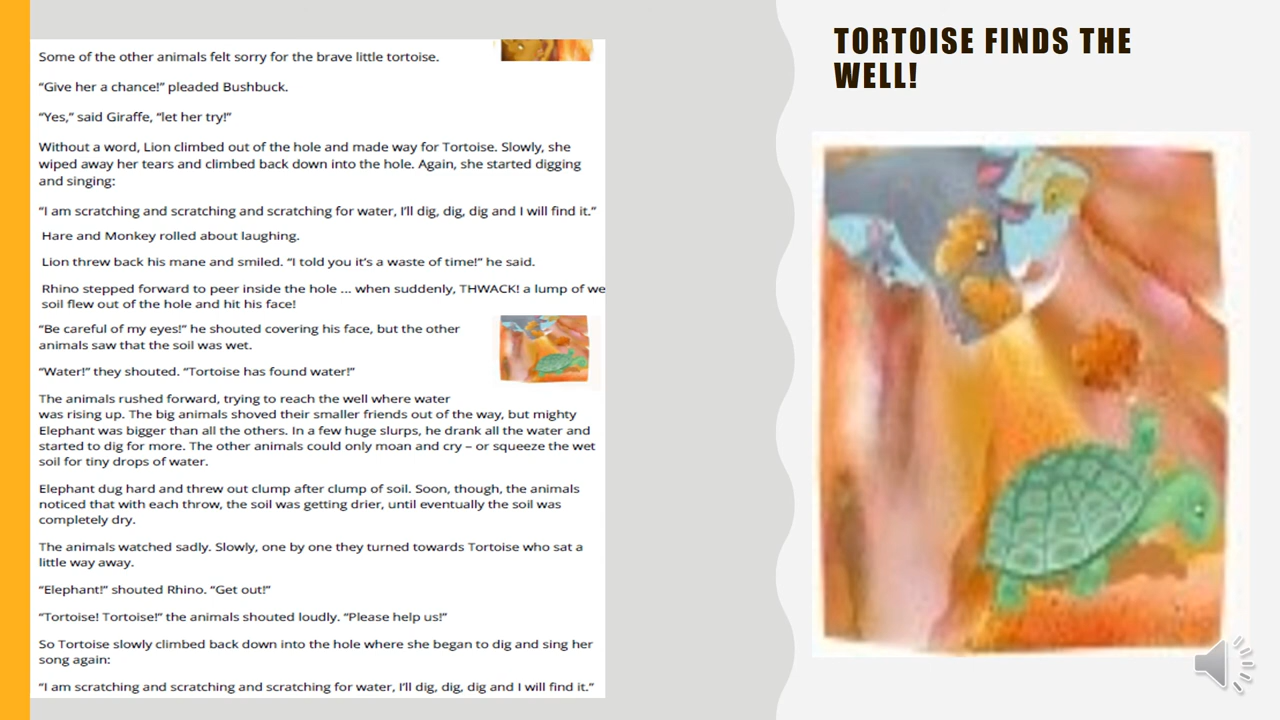 Some of the other animals felt sorry for the brave little tortoise.
“Give her a chance!” pleaded Bushbuck.
“Yes,” said Giraffe, “let her try!”
Without a word, Lion climbed out of the hole and made way for Tortoise. Slowly, she
wiped away her tears and climbed back down into the hole. Again, she started digging
and singing:
“I am scratching and scratching and scratching for water, I’ll dig, dig, dig and I will find it.”
Hare and Monkey rolled about laughing.
Lion threw back his mane and smiled. “I told you it’s a waste of time!” he said.
Rhino stepped forward to peer inside the hole ... when suddenly, THWACK! a lump of we
soil flew out of the hole and hit his face!
“Be careful of my eyes!” he shouted covering his face, but the other
animals saw that the soil was wet.
“Water!” they shouted. “Tortoise has found water!”
The animals rushed forward, trying to reach the well where water
was rising up. The big animals shoved their smaller friends out of the way, but mighty
Elephant was bigger than all the others. In a few huge slurps, he drank all the water and
started to dig for more. The other animals could only moan and cry – or squeeze the wet
soil for tiny drops of water.
Elephant dug hard and threw out clump after clump of soil. Soon, though, the animals
noticed that with each throw, the soil was getting drier, until eventually the soil was
completely dry.
The animals watched sadly. Slowly, one by one they turned towards Tortoise who sat a
little way away.
“Elephant!” shouted Rhino. “Get out!”
“Tortoise! Tortoise!” the animals shouted loudly. “Please help us!”
So Tortoise slowly climbed back down into the hole where she began to dig and sing her
song again:
“I am scratching and scratching and scratching for water, I’ll dig, dig, dig and I will find it.”
TORTOISE FINDS THE
WELL!